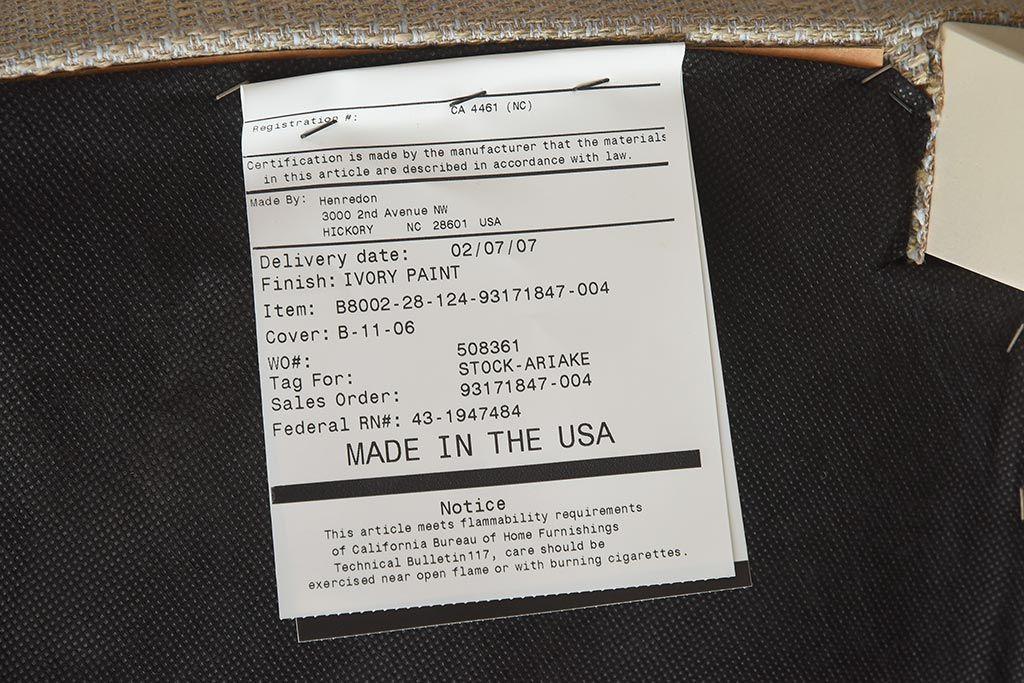 Registration #: CA 4461 (NC)
Certification is made by the manufacturer that the materials
in this article are described in accordance with law.
Made By: Henredon
3000 2nd Avenue NW
HICKORY NC 28601 USA
Delivery date: 02/07/07
Finish: IVORY PAINT
Item: B8002-28-124-93171847-004
Cover: B-11-06
WO#: 508361
Tag For: STOCK-ARIAKE
Sales Order: 93171847-004
Federal RN#: 43-1947484
MADE IN THE USA
Notice
This article meets flammability requirements
of California Bureau of Home Furnishings
Technical Bulletin117, care should be
exercised near open flame or with burning cigarettes.